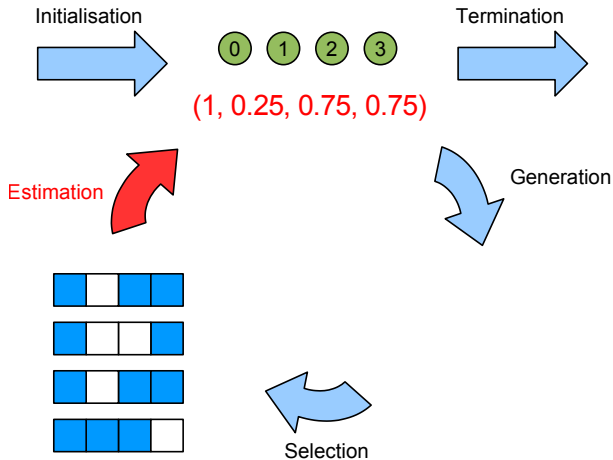 Initialisation
Termination
0 1 2 3
(1, 0.25, 0.75, 0.75)
Estimation
Generation
Selection